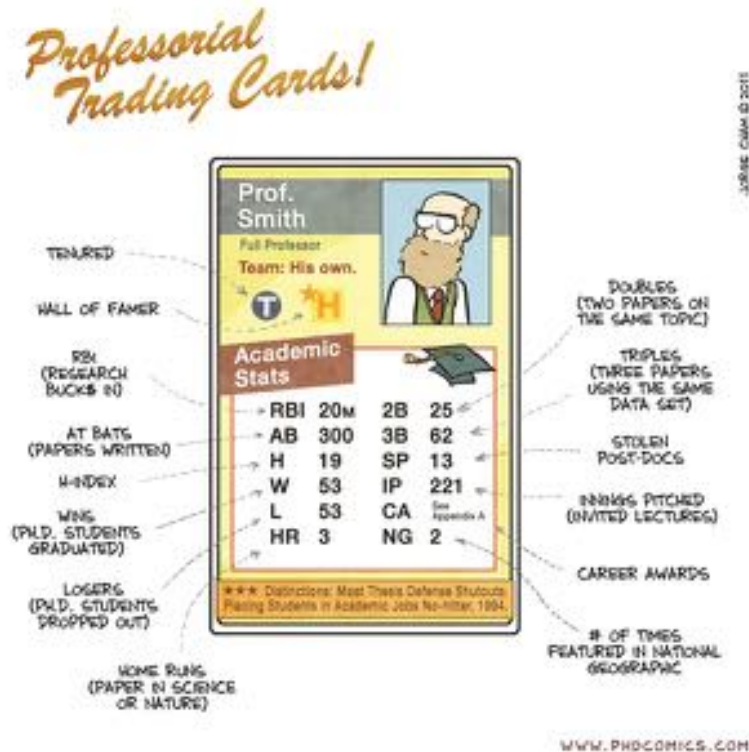 Professorial
Trading Cards!
JORGE CHAM © 2011
Prof.
Smith
Full Professor
Team: His own.
T
H
Academic
Stats
RBI 20M 2B 25
AB 300 3B 62
H 19 SP 13
W 53 IP 221
L 53 CA See Appendix A
HR 3 NG 2
★★★ Distinctions: Most Thesis Defense Shutouts.
Placing Students in Academic Jobs No-hitter, 1994.
TENURED
HALL OF FAMER
RBI
(RESEARCH
BUCK$ IN)
AT BATS
(PAPERS WRITTEN)
H-INDEX
WINS
(PH.D. STUDENTS
GRADUATED)
LOSERS
(PH.D. STUDENTS
DROPPED OUT)
HOME RUNS
(PAPER IN SCIENCE
OR NATURE)
DOUBLES
(TWO PAPERS ON
THE SAME TOPIC)
TRIPLES
(THREE PAPERS
USING THE SAME
DATA SET)
STOLEN
POST-DOCS
INNINGS PITCHED
(INVITED LECTURES)
CAREER AWARDS
# OF TIMES
FEATURED IN NATIONAL
GEOGRAPHIC
WWW.PHDCOMICS.COM